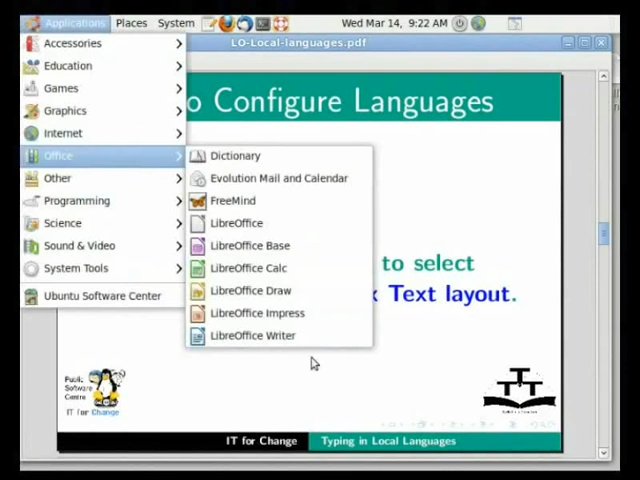 Applications Places System Wed Mar 14, 9:22 AM
LO-Local-languages.pdf
Accessories
Education
Games
Graphics
Internet
Office
Other
Programming
Science
Sound & Video
System Tools
Ubuntu Software Center
Dictionary
Evolution Mail and Calendar
FreeMind
LibreOffice
LibreOffice Base
LibreOffice Calc
LibreOffice Draw
LibreOffice Impress
LibreOffice Writer
o Configure Languages
to select
x Text layout.
Public
Software
Centre
IT for Change
IT for Change Typing in Local Languages